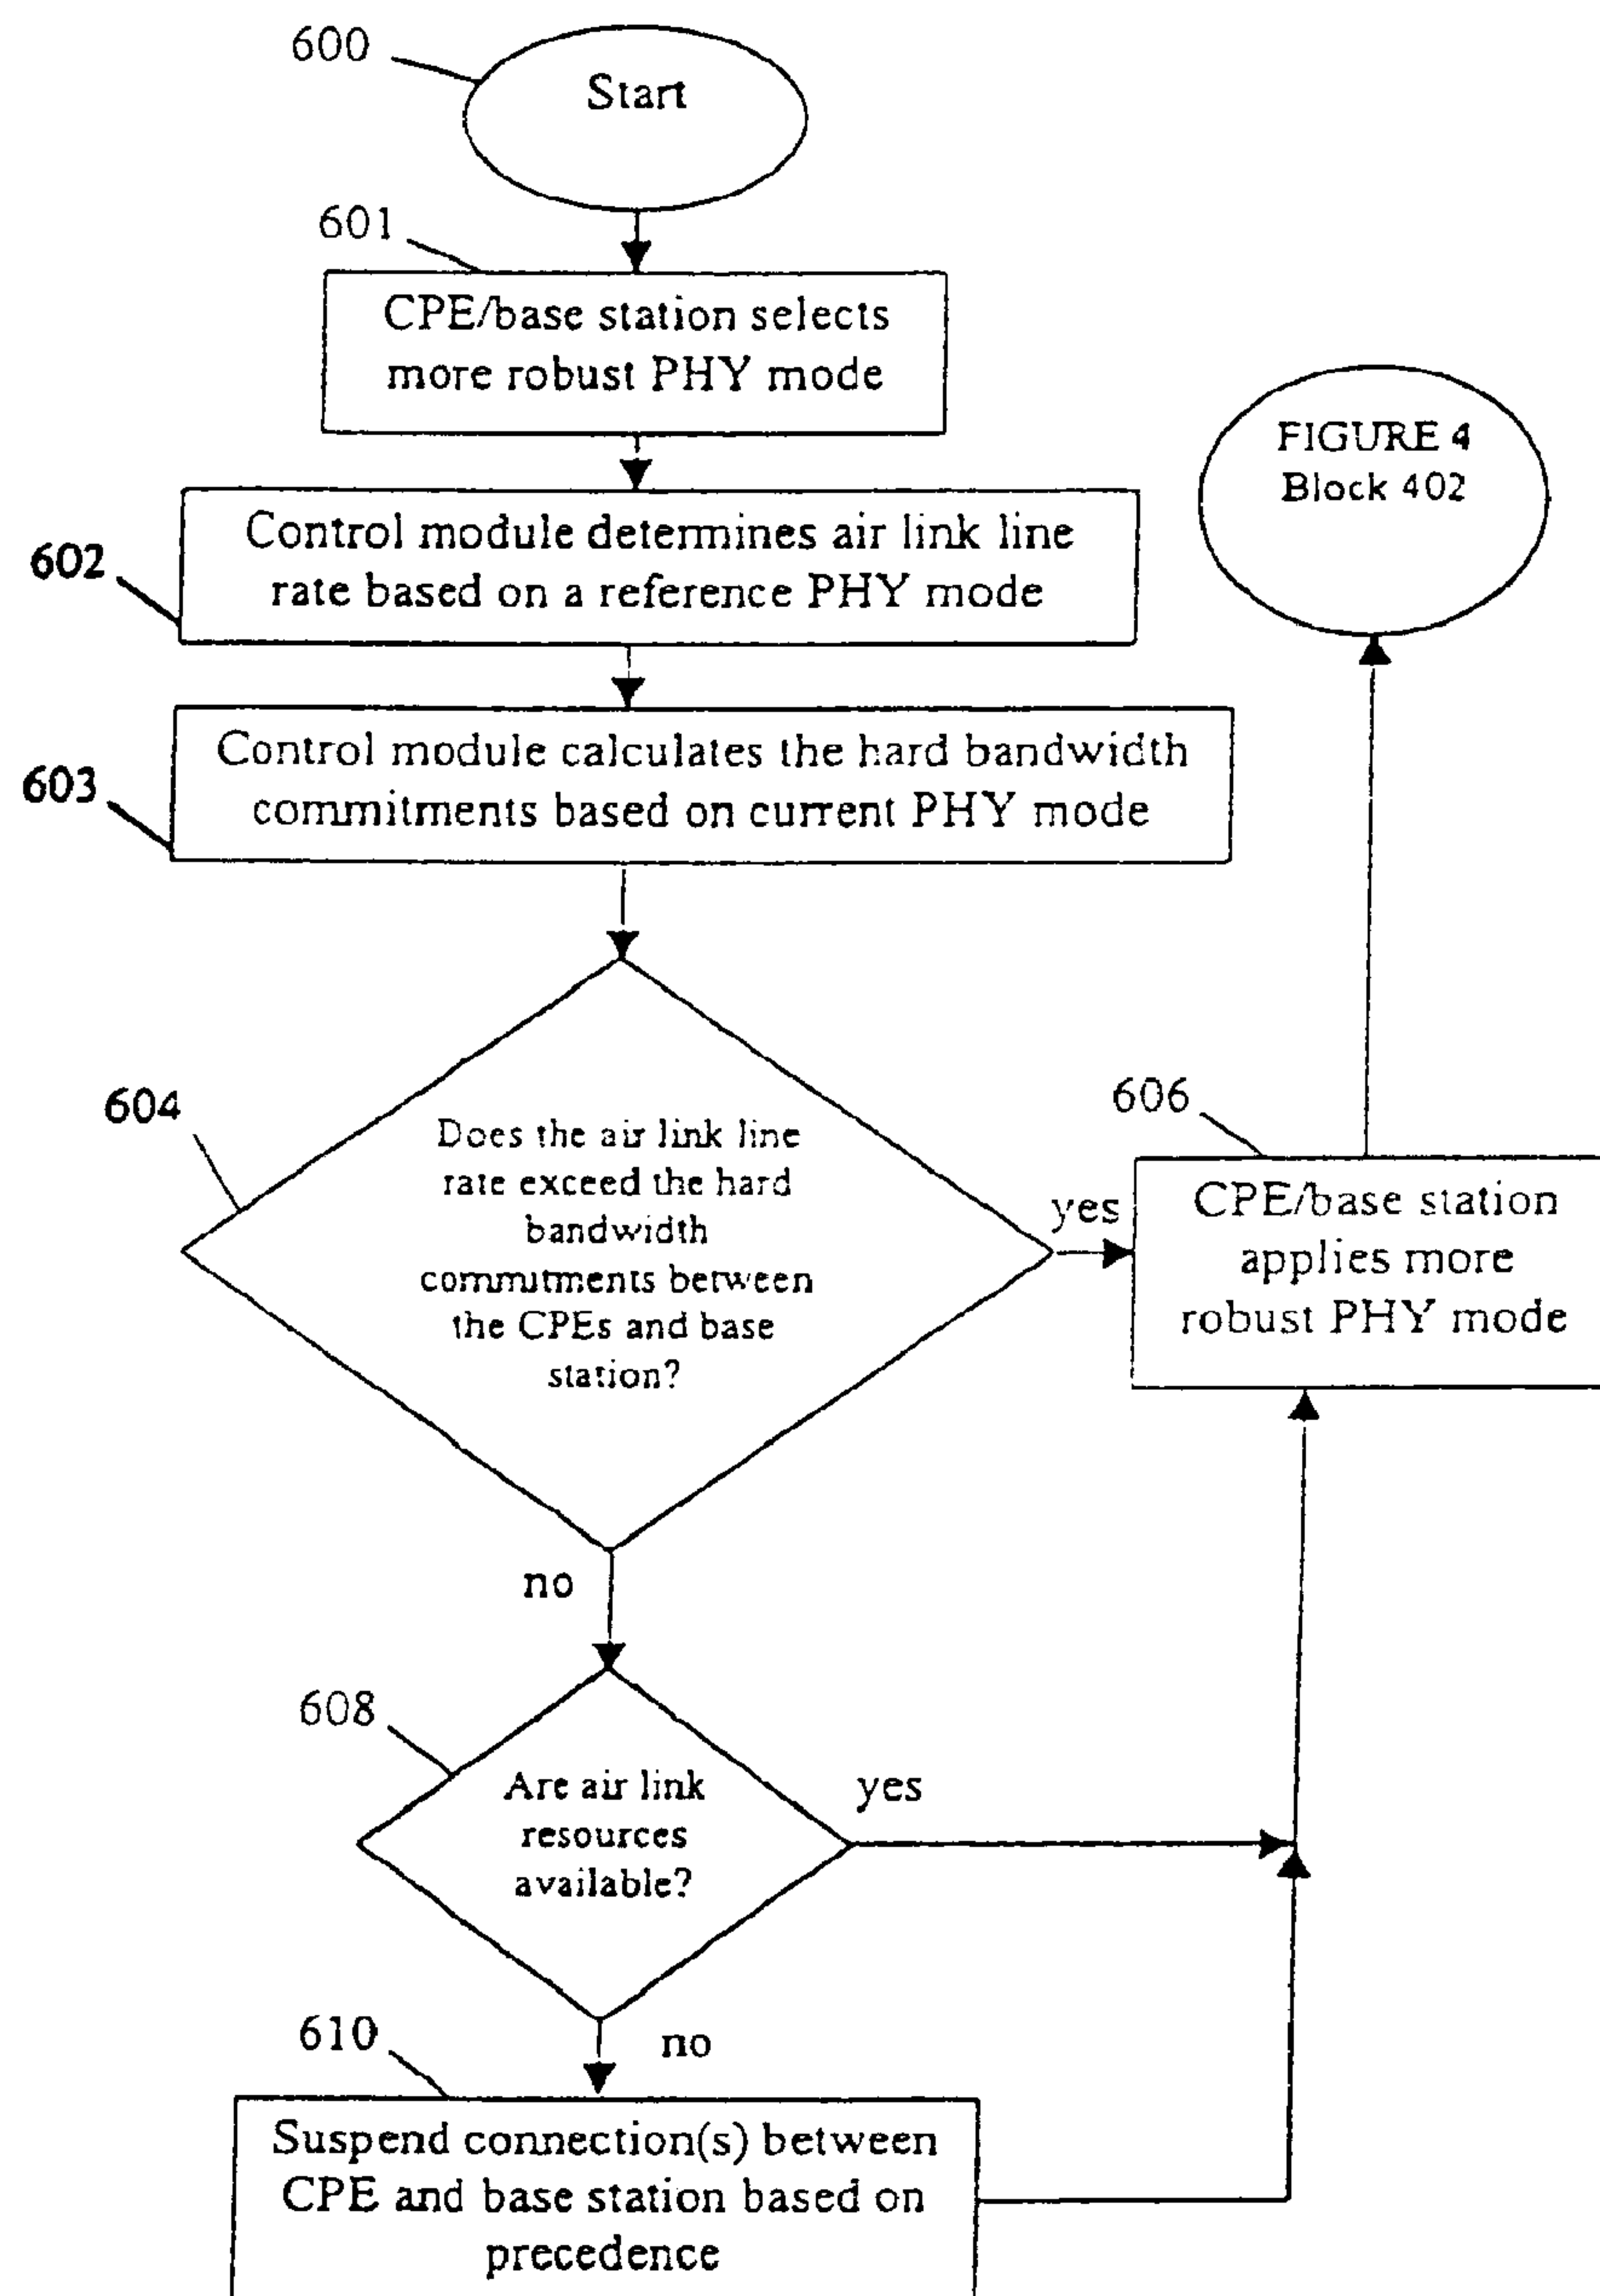 600
Start
601
CPE/base station selects
more robust PHY mode
FIGURE 4
Block 402
602
Control module determines air link line
rate based on a reference PHY mode
603
Control module calculates the hard bandwidth
commitments based on current PHY mode
604
Does the air link line
rate exceed the hard
bandwidth
commitments between
the CPEs and base
station?
yes
606
CPE/base station
applies more
robust PHY mode
no
608
Are air link
resources
available?
yes
610
no
Suspend connection(s) between
CPE and base station based on
precedence